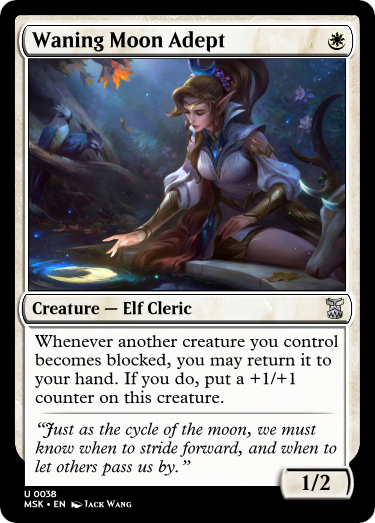 Waning Moon Adept
Creature — Elf Cleric
Whenever another creature you control
becomes blocked, you may return it to
your hand. If you do, put a +1/+1
counter on this creature.
“Just as the cycle of the moon, we must
know when to stride forward, and when to
let others pass us by.”
1/2
U 0038
MSK • EN Jack Wang